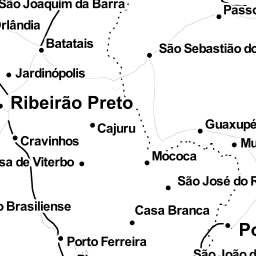 São Joaquim da Barra
Passo
Orlândia
Batatais
São Sebastião do
Jardinópolis
Ribeirão Preto
Cajuru
Guaxupé
Cravinhos
Mu
sa de Viterbo
Mococa
São José do R
o Brasiliense
Casa Branca
Po
Porto Ferreira
São João da